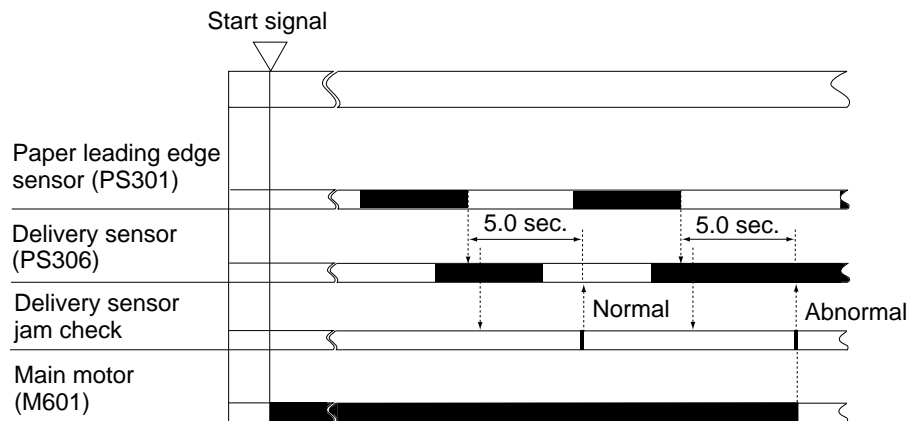 Start signal
Paper leading edge
sensor (PS301)
5.0 sec.
5.0 sec.
Delivery sensor
(PS306)
Delivery sensor
jam check
Normal
Abnormal
Main motor
(M601)